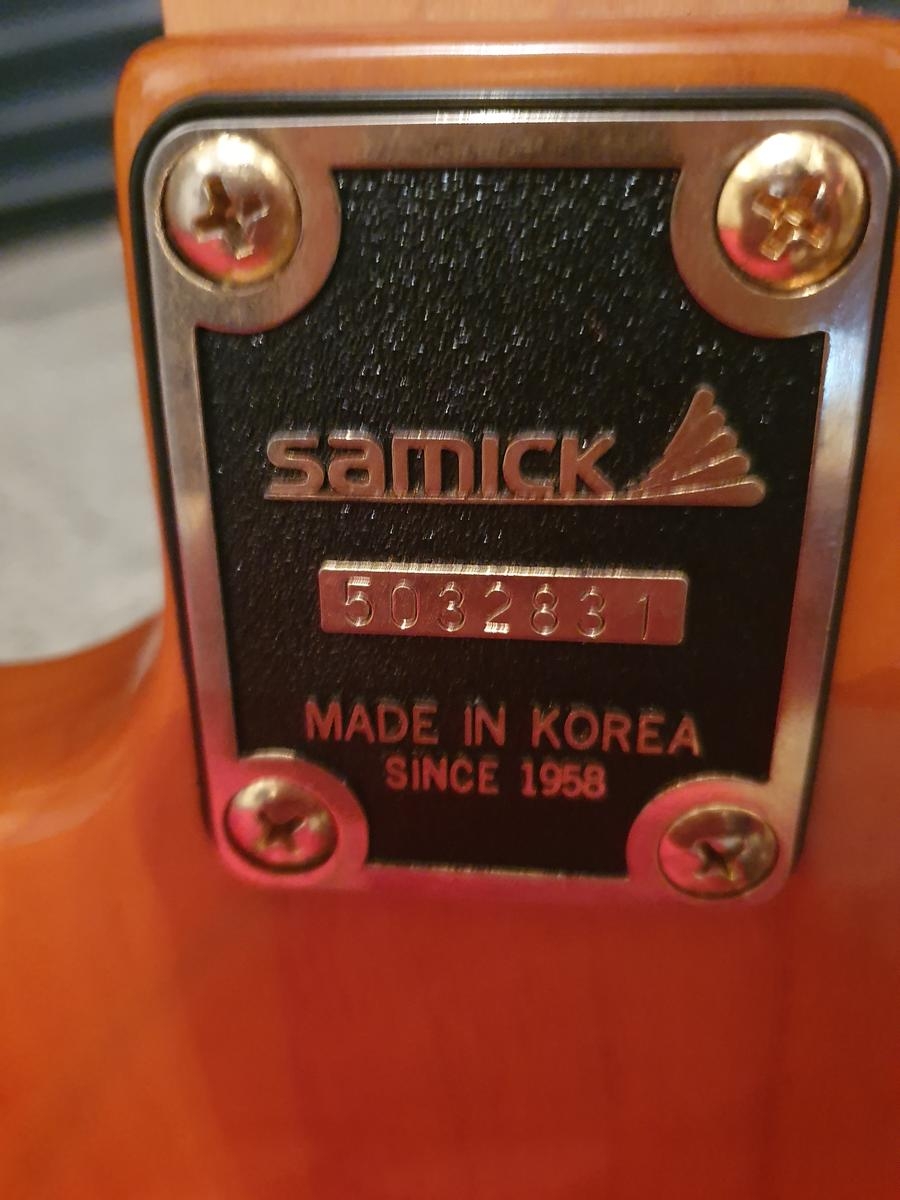 samick
5032831
MADE IN KOREA
SINCE 1958